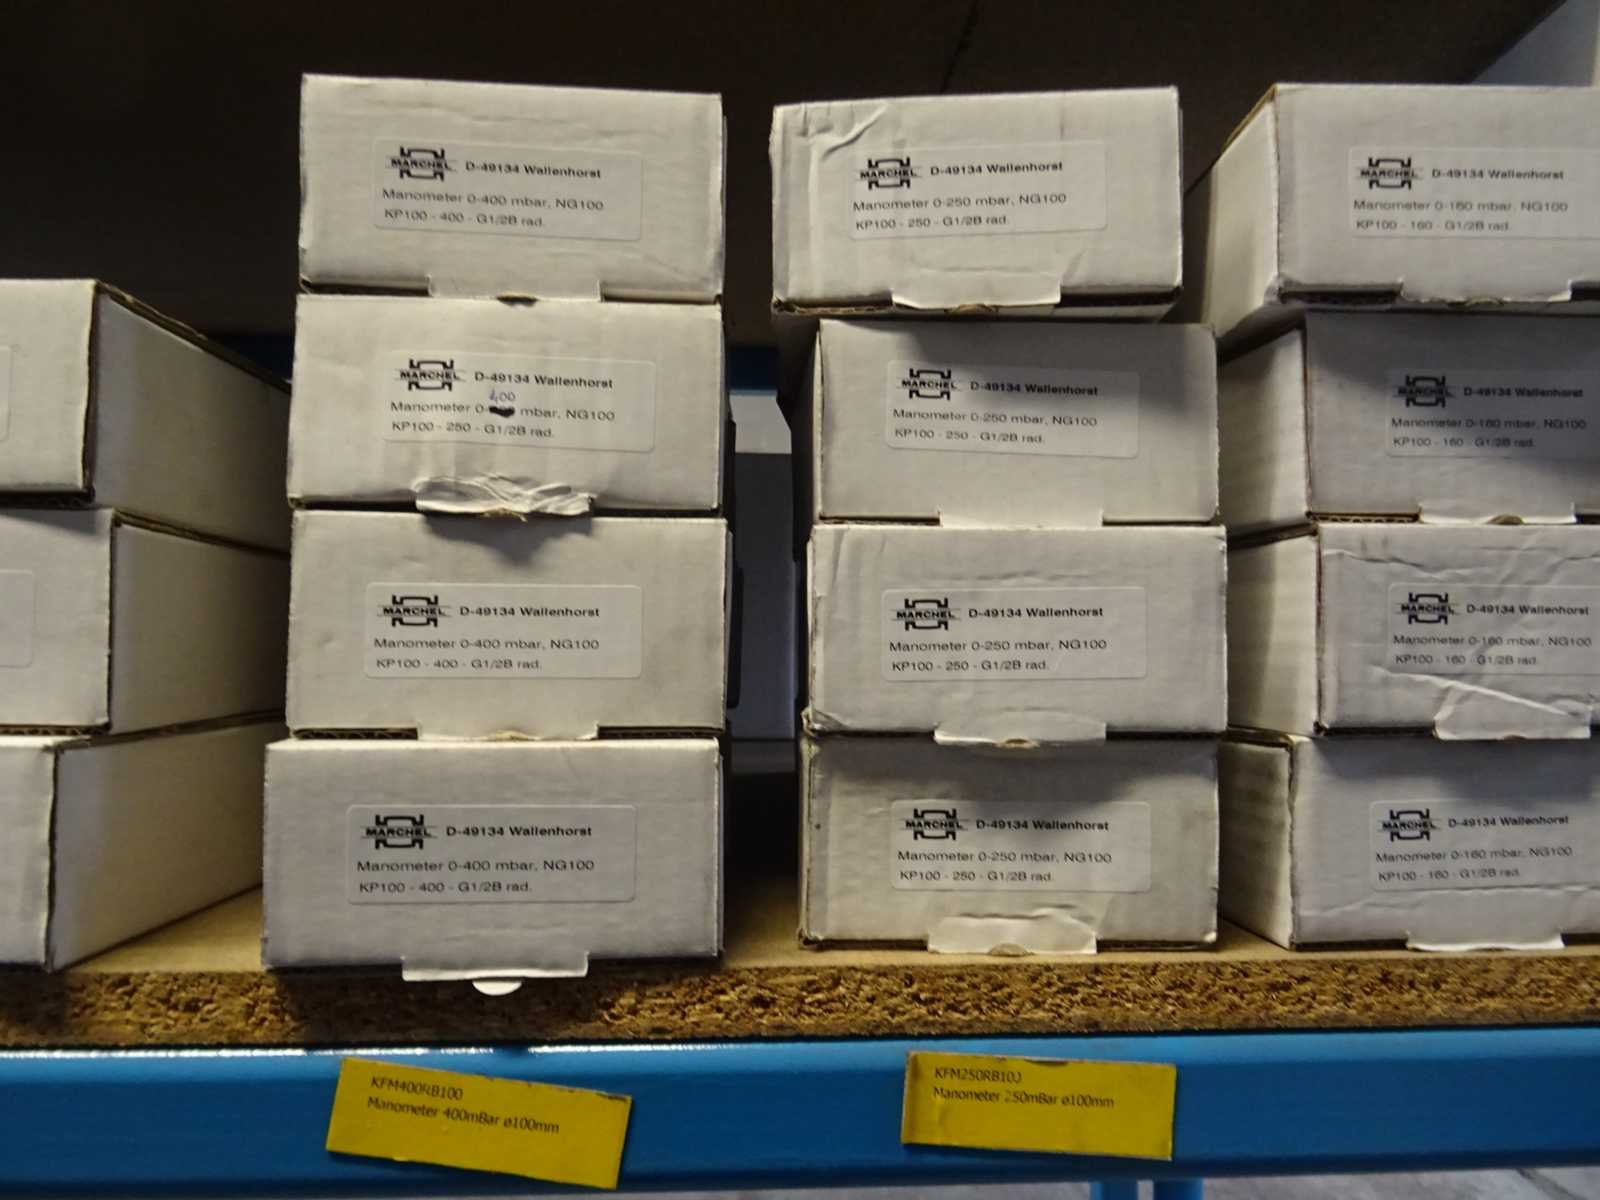 MARCHEL D-49134 Wallenhorst
Manometer 0-400 mbar, NG100
KP100 - 400 - G1/2B rad.
MARCHEL D-49134 Wallenhorst
400
Manometer 0- mbar, NG100
KP100 - 250 - G1/2B rad.
MARCHEL D-49134 Wallenhorst
Manometer 0-400 mbar, NG100
KP100 - 400 - G1/2B rad.
MARCHEL D-49134 Wallenhorst
Manometer 0-400 mbar, NG100
KP100 - 400 - G1/2B rad.
MARCHEL D-49134 Wallenhorst
Manometer 0-250 mbar, NG100
KP100 - 250 - G1/2B rad.
MARCHEL D-49134 Wallenhorst
Manometer 0-250 mbar, NG100
KP100 - 250 - G1/2B rad.
MARCHEL D-49134 Wallenhorst
Manometer 0-250 mbar, NG100
KP100 - 250 - G1/2B rad.
MARCHEL D-49134 Wallenhorst
Manometer 0-250 mbar, NG100
KP100 - 250 - G1/2B rad.
MARCHEL D-49134 Wallenhorst
Manometer 0-160 mbar, NG100
KP100 - 160 - G1/2B rad.
MARCHEL D-49134 Wallenhorst
Manometer 0-160 mbar, NG100
KP100 - 160 - G1/2B rad.
MARCHEL D-49134 Wallenhorst
Manometer 0-160 mbar, NG100
KP100 - 160 - G1/2B rad.
MARCHEL D-49134 Wallenhorst
Manometer 0-160 mbar, NG100
KP100 - 160 - G1/2B rad.
KFM400RB100
Manometer 400mBar ø100mm
KFM250RB100
Manometer 250mBar ø100mm